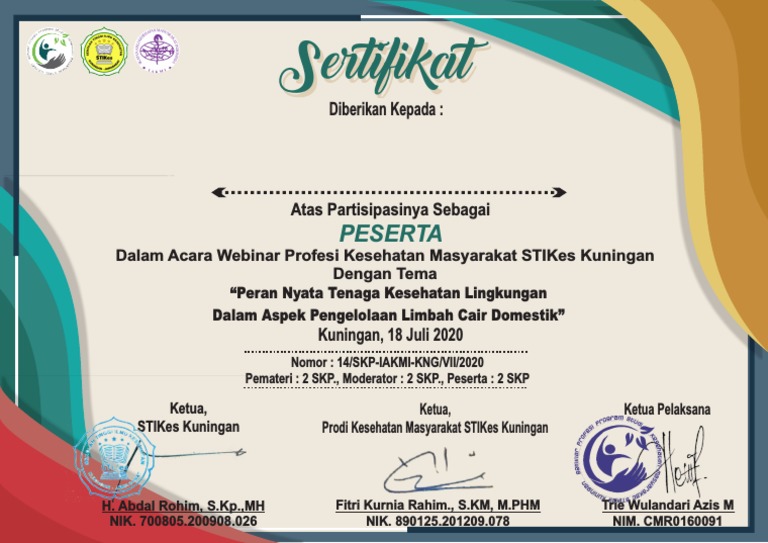 STIKes
IAKMI
Sertifikat
Diberikan Kepada :
Atas Partisipasinya Sebagai
PESERTA
Dalam Acara Webinar Profesi Kesehatan Masyarakat STIKes Kuningan
Dengan Tema
“Peran Nyata Tenaga Kesehatan Lingkungan
Dalam Aspek Pengelolaan Limbah Cair Domestik”
Kuningan, 18 Juli 2020
Nomor : 14/SKP-IAKMI-KNG/VII/2020
Pemateri : 2 SKP., Moderator : 2 SKP., Peserta : 2 SKP
Ketua,
STIKes Kuningan
H. Abdal Rohim, S.Kp.,MH
NIK. 700805.200908.026
Ketua,
Prodi Kesehatan Masyarakat STIKes Kuningan
Fitri Kurnia Rahim., S.KM, M.PHM
NIK. 890125.201209.078
Ketua Pelaksana
Trie Wulandari Azis M
NIM. CMR0160091